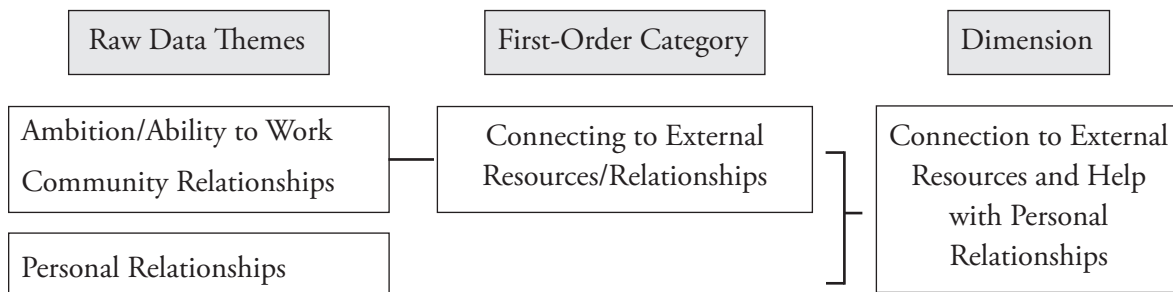 Raw Data Themes
First-Order Category
Dimension
Ambition/Ability to Work
Community Relationships
Connecting to External
Resources/Relationships
Connection to External
Resources and Help
with Personal
Relationships
Personal Relationships